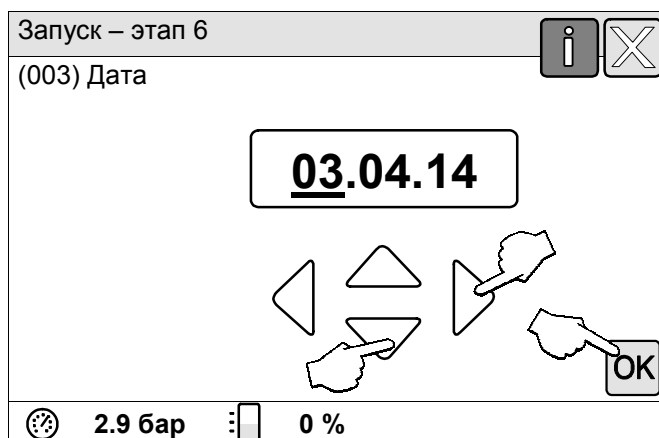 Запуск – этап 6
i
X
(003) Дата
03.04.14
OK
2.9 бар 0 %